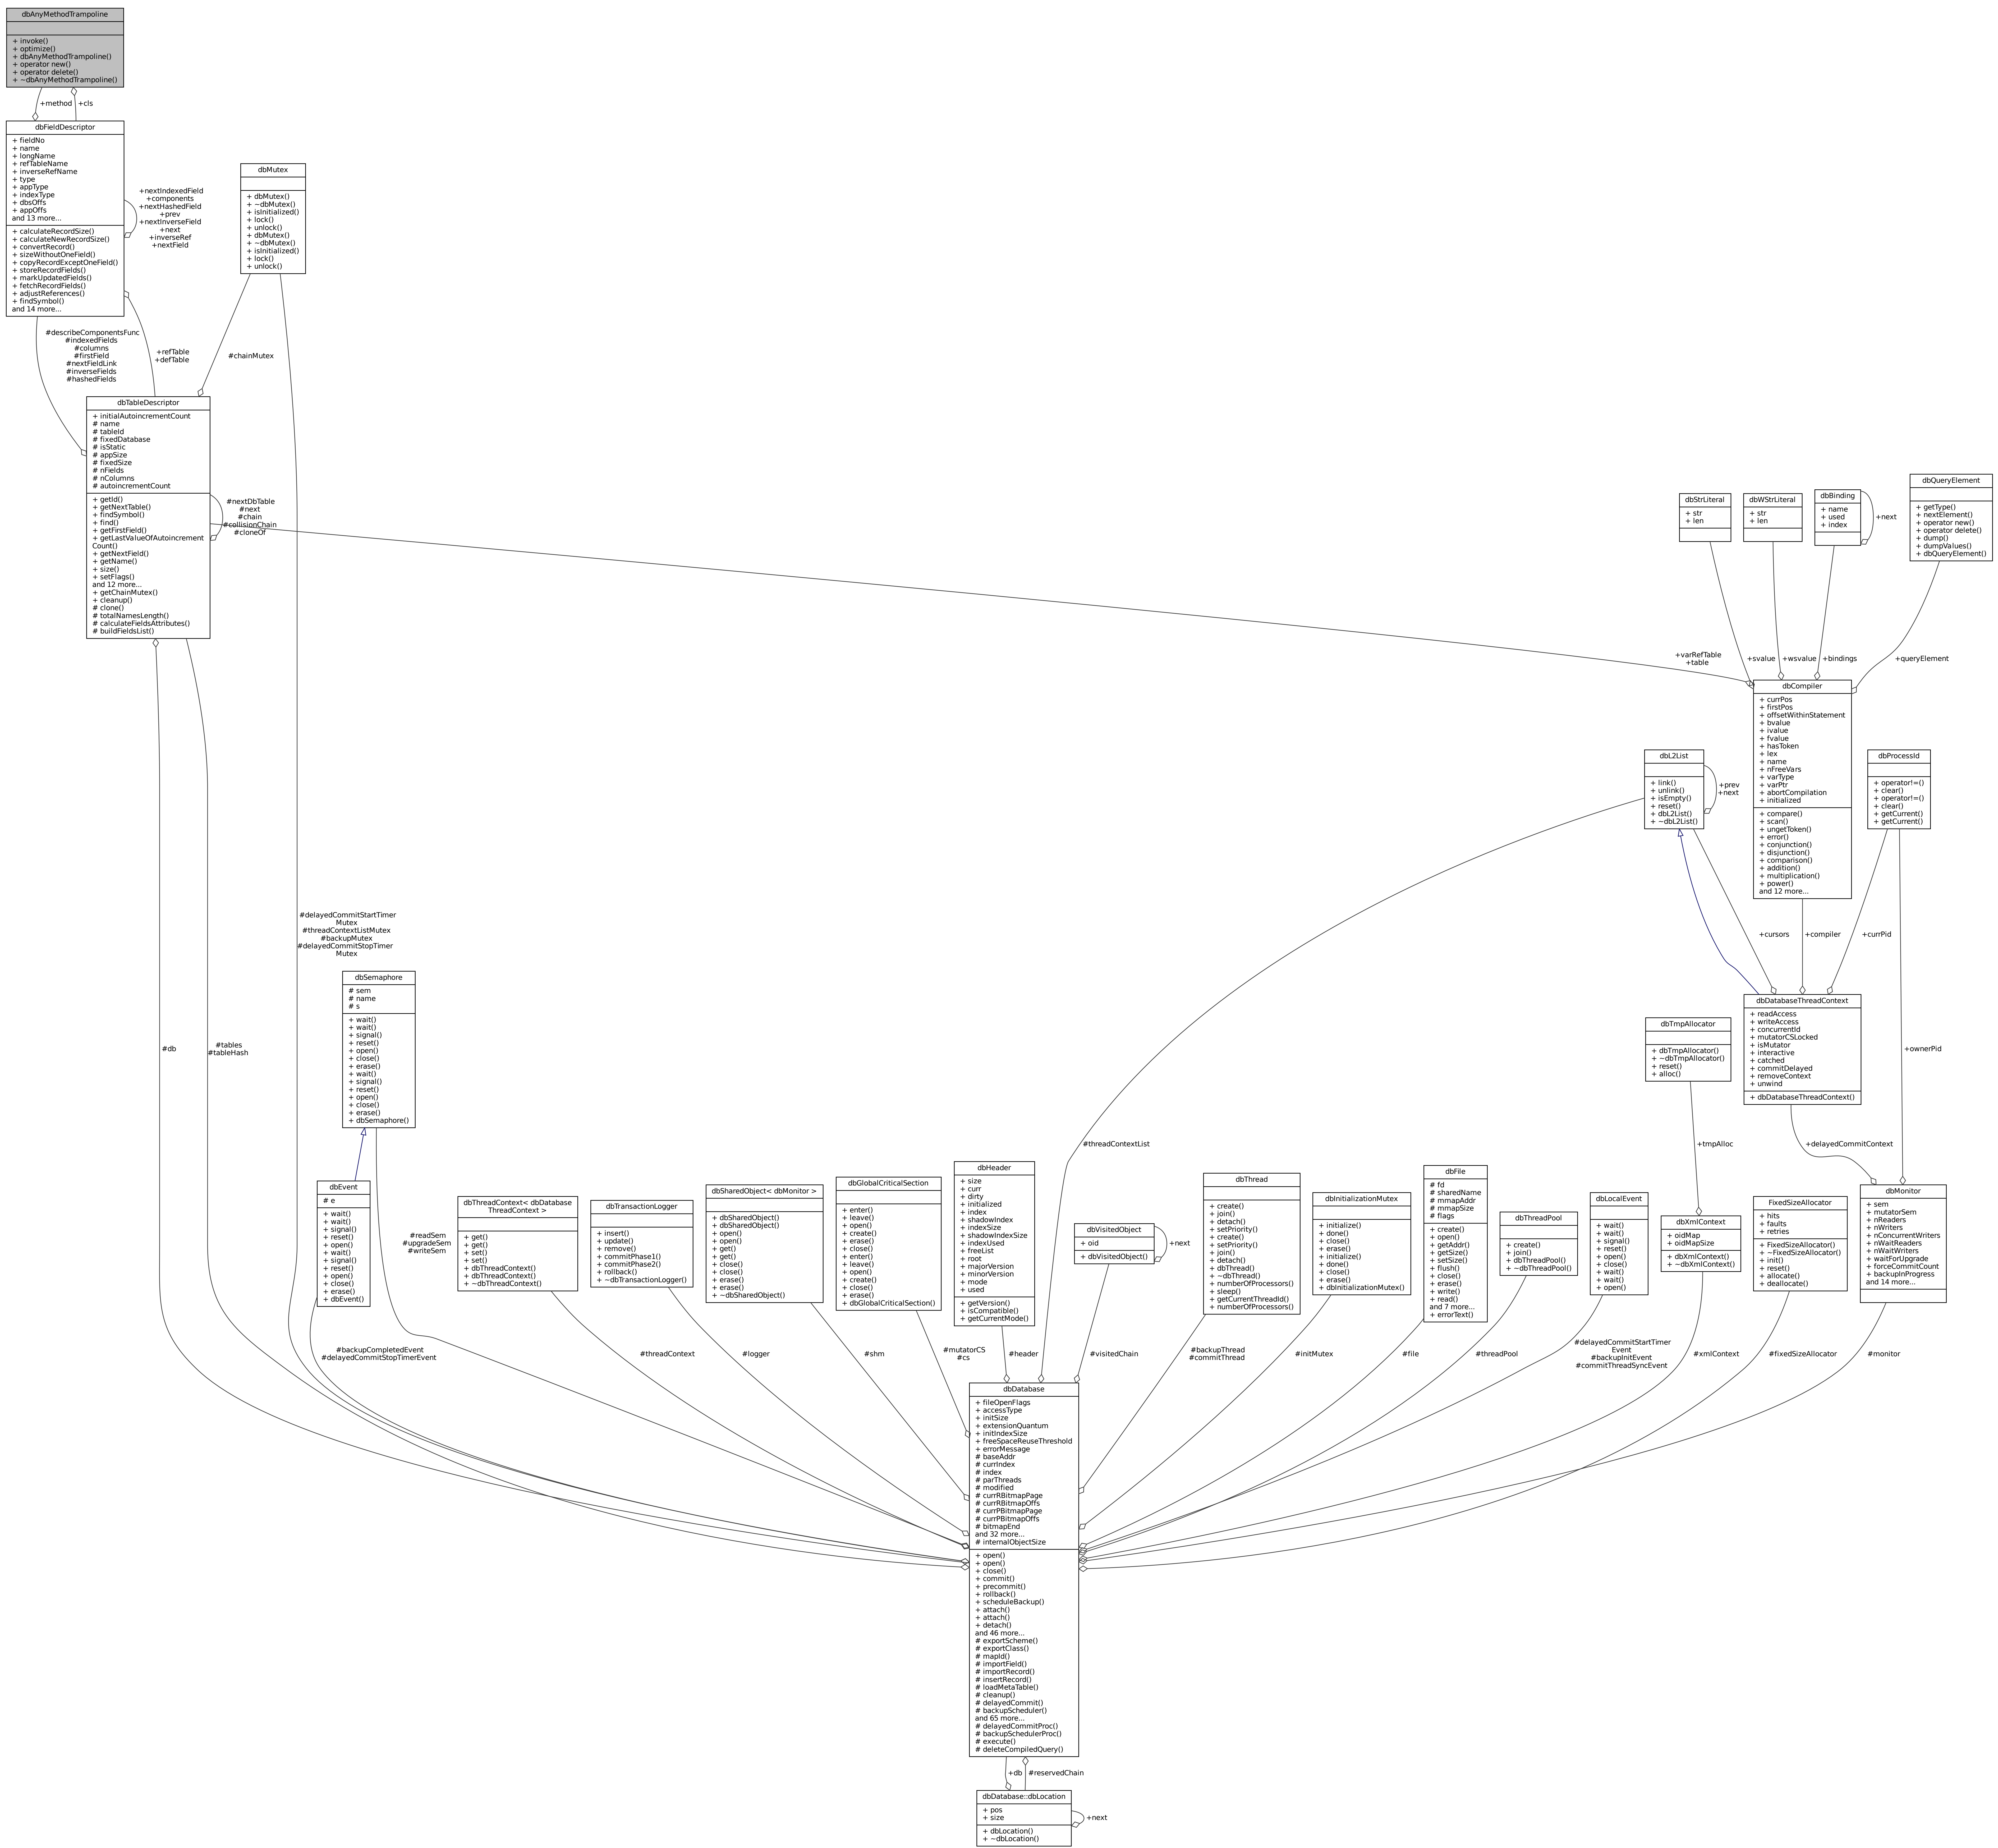 dbAnyMethodTrampoline
+ invoke()
+ optimize()
+ dbAnyMethodTrampoline()
+ operator new()
+ operator delete()
+ ~dbAnyMethodTrampoline()
+method
+cls
dbFieldDescriptor
+ fieldNo
+ name
+ longName
+ refTableName
+ inverseRefName
+ type
+ appType
+ indexType
+ dbsOffs
+ appOffs
and 13 more...
+ calculateRecordSize()
+ calculateNewRecordSize()
+ convertRecord()
+ sizeWithoutOneField()
+ copyRecordExceptOneField()
+ storeRecordFields()
+ markUpdatedFields()
+ fetchRecordFields()
+ adjustReferences()
+ findSymbol()
and 14 more...
+nextIndexedField
+components
+nextHashedField
+prev
+nextInverseField
+next
+inverseRef
+nextField
dbMutex
+ dbMutex()
+ ~dbMutex()
+ isInitialized()
+ lock()
+ unlock()
+ dbMutex()
+ ~dbMutex()
+ isInitialized()
+ lock()
+ unlock()
#describeComponentsFunc
#indexedFields
#columns
#firstField
#nextFieldLink
#inverseFields
#hashedFields
+refTable
+defTable
#chainMutex
dbTableDescriptor
+ initialAutoincrementCount
# name
# tableId
# fixedDatabase
# isStatic
# appSize
# fixedSize
# nFields
# nColumns
# autoincrementCount
+ getId()
+ getNextTable()
+ findSymbol()
+ find()
+ getFirstField()
+ getLastValueOfAutoincrement
Count()
+ getNextField()
+ getName()
+ size()
+ setFlags()
and 12 more...
+ getChainMutex()
+ cleanup()
# clone()
# totalNamesLength()
# calculateFieldsAttributes()
# buildFieldsList()
#nextDbTable
#next
#chain
#collisionChain
#cloneOf
dbStrLiteral
+ str
+ len
dbWStrLiteral
+ str
+ len
dbBinding
+ name
+ used
+ index
+next
dbQueryElement
+ getType()
+ nextElement()
+ operator new()
+ operator delete()
+ dump()
+ dumpValues()
+ dbQueryElement()
+varRefTable
+table
+svalue
+wsvalue
+bindings
+queryElement
dbCompiler
+ currPos
+ firstPos
+ offsetWithinStatement
+ bvalue
+ ivalue
+ fvalue
+ hasToken
+ lex
+ name
+ nFreeVars
+ varType
+ varPtr
+ abortCompilation
+ initialized
+ compare()
+ scan()
+ ungetToken()
+ error()
+ conjunction()
+ disjunction()
+ comparison()
+ addition()
+ multiplication()
+ power()
and 12 more...
dbL2List
+ link()
+ unlink()
+ isEmpty()
+ reset()
+ dbL2List()
+ ~dbL2List()
+prev
+next
dbProcessId
+ operator!=()
+ clear()
+ operator!=()
+ clear()
+ getCurrent()
+ getCurrent()
#delayedCommitStartTimer
Mutex
#threadContextListMutex
#backupMutex
#delayedCommitStopTimer
Mutex
+cursors
+compiler
+currPid
dbSemaphore
# sem
# name
# s
+ wait()
+ wait()
+ signal()
+ reset()
+ open()
+ close()
+ erase()
+ wait()
+ signal()
+ reset()
+ open()
+ close()
+ erase()
+ dbSemaphore()
#db
#tables
#tableHash
dbTmpAllocator
+ dbTmpAllocator()
+ ~dbTmpAllocator()
+ reset()
+ alloc()
dbDatabaseThreadContext
+ readAccess
+ writeAccess
+ concurrentId
+ mutatorCSLocked
+ isMutator
+ interactive
+ catched
+ commitDelayed
+ removeContext
+ unwind
+ dbDatabaseThreadContext()
+ownerPid
#threadContextList
+tmpAlloc
+delayedCommitContext
dbEvent
# e
+ wait()
+ wait()
+ signal()
+ reset()
+ open()
+ wait()
+ signal()
+ reset()
+ open()
+ close()
+ erase()
+ dbEvent()
#readSem
#upgradeSem
#writeSem
dbThreadContext< dbDatabase
ThreadContext >
+ get()
+ get()
+ set()
+ set()
+ dbThreadContext()
+ dbThreadContext()
+ ~dbThreadContext()
dbTransactionLogger
+ insert()
+ update()
+ remove()
+ commitPhase1()
+ commitPhase2()
+ rollback()
+ ~dbTransactionLogger()
dbSharedObject< dbMonitor >
+ dbSharedObject()
+ dbSharedObject()
+ open()
+ open()
+ get()
+ get()
+ close()
+ close()
+ erase()
+ erase()
+ ~dbSharedObject()
dbGlobalCriticalSection
+ enter()
+ leave()
+ open()
+ create()
+ erase()
+ close()
+ enter()
+ leave()
+ open()
+ create()
+ close()
+ erase()
+ dbGlobalCriticalSection()
dbHeader
+ size
+ curr
+ dirty
+ initialized
+ index
+ shadowIndex
+ indexSize
+ shadowIndexSize
+ indexUsed
+ freeList
+ root
+ majorVersion
+ minorVersion
+ mode
+ used
+ getVersion()
+ isCompatible()
+ getCurrentMode()
dbVisitedObject
+ oid
+ dbVisitedObject()
+next
dbThread
+ create()
+ join()
+ detach()
+ setPriority()
+ create()
+ setPriority()
+ join()
+ detach()
+ dbThread()
+ ~dbThread()
+ numberOfProcessors()
+ sleep()
+ getCurrentThreadId()
+ numberOfProcessors()
dbInitializationMutex
+ initialize()
+ done()
+ close()
+ erase()
+ initialize()
+ done()
+ close()
+ erase()
+ dbInitializationMutex()
dbFile
# fd
# sharedName
# mmapAddr
# mmapSize
# flags
+ create()
+ open()
+ getAddr()
+ getSize()
+ setSize()
+ flush()
+ close()
+ erase()
+ write()
+ read()
and 7 more...
+ errorText()
dbThreadPool
+ create()
+ join()
+ dbThreadPool()
+ ~dbThreadPool()
dbLocalEvent
+ wait()
+ wait()
+ signal()
+ reset()
+ open()
+ close()
+ wait()
+ wait()
+ signal()
+ reset()
+ open()
dbXmlContext
+ oidMap
+ oidMapSize
+ dbXmlContext()
+ ~dbXmlContext()
FixedSizeAllocator
+ hits
+ faults
+ retries
+ FixedSizeAllocator()
+ ~FixedSizeAllocator()
+ init()
+ reset()
+ allocate()
+ deallocate()
dbMonitor
+ sem
+ mutatorSem
+ nReaders
+ nWriters
+ nConcurrentWriters
+ nWaitReaders
+ nWaitWriters
+ waitForUpgrade
+ forceCommitCount
+ backupInProgress
and 14 more...
#backupCompletedEvent
#delayedCommitStopTimerEvent
#threadContext
#logger
#shm
#mutatorCS
#cs
#header
#visitedChain
#backupThread
#commitThread
#initMutex
#file
#threadPool
#delayedCommitStartTimer
Event
#backupInitEvent
#commitThreadSyncEvent
#xmlContext
#fixedSizeAllocator
#monitor
dbDatabase
+ fileOpenFlags
+ accessType
+ initSize
+ extensionQuantum
+ initIndexSize
+ freeSpaceReuseThreshold
+ errorMessage
# baseAddr
# currIndex
# index
# parThreads
# modified
# currRBitmapPage
# currRBitmapOffs
# currPBitmapPage
# currPBitmapOffs
# bitmapEnd
and 32 more...
# internalObjectSize
+ open()
+ open()
+ close()
+ commit()
+ precommit()
+ rollback()
+ scheduleBackup()
+ attach()
+ attach()
+ detach()
and 46 more...
# exportScheme()
# exportClass()
# mapId()
# importField()
# importRecord()
# insertRecord()
# loadMetaTable()
# cleanup()
# delayedCommit()
# backupScheduler()
and 65 more...
# delayedCommitProc()
# backupSchedulerProc()
# execute()
# deleteCompiledQuery()
+db
#reservedChain
dbDatabase::dbLocation
+ pos
+ size
+ dbLocation()
+ ~dbLocation()
+next